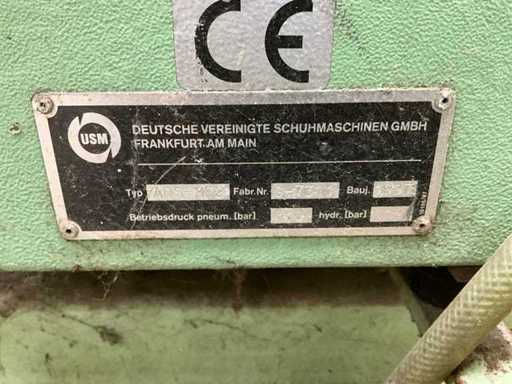 CE
USM
DEUTSCHE VEREINIGTE SCHUHMASCHINEN GMBH
FRANKFURT AM MAIN
Typ Fabr.Nr. Bauj.
Betriebsdruck pneum. [bar] hydr. [bar]